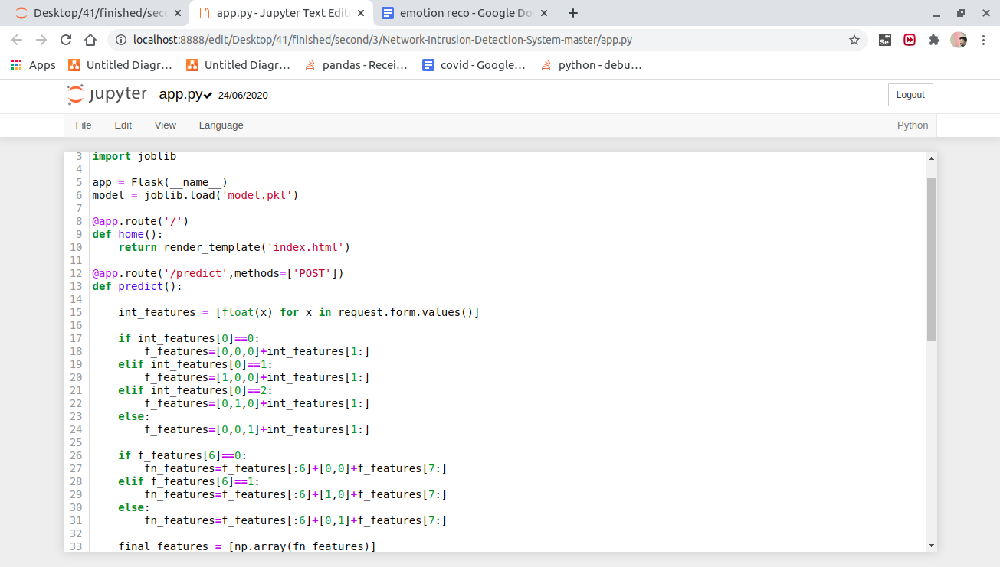 Desktop/41/finished/seco
app.py - Jupyter Text Edit
emotion reco - Google Do
localhost:8888/edit/Desktop/41/finished/second/3/Network-Intrusion-Detection-System-master/app.py
Se
Apps
Untitled Diagr…
Untitled Diagr…
pandas - Recei…
covid - Google…
python - debu…
jupyter app.py 24/06/2020
Logout
File Edit View Language Python
3 import joblib
4
5 app = Flask(__name__)
6 model = joblib.load('model.pkl')
7
8 @app.route('/')
9 def home():
10     return render_template('index.html')
11
12 @app.route('/predict',methods=['POST'])
13 def predict():
14
15     int_features = [float(x) for x in request.form.values()]
16
17     if int_features[0]==0:
18         f_features=[0,0,0]+int_features[1:]
19     elif int_features[0]==1:
20         f_features=[1,0,0]+int_features[1:]
21     elif int_features[0]==2:
22         f_features=[0,1,0]+int_features[1:]
23     else:
24         f_features=[0,0,1]+int_features[1:]
25
26     if f_features[6]==0:
27         fn_features=f_features[:6]+[0,0]+f_features[7:]
28     elif f_features[6]==1:
29         fn_features=f_features[:6]+[1,0]+f_features[7:]
30     else:
31         fn_features=f_features[:6]+[0,1]+f_features[7:]
32
33     final_features = [np.array(fn_features)]